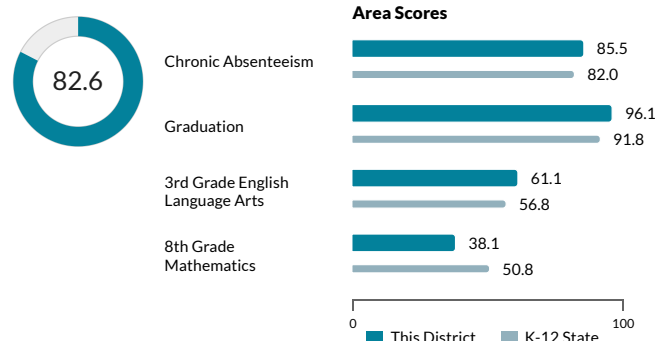 Area Scores
82.6
Chronic Absenteeism
85.5
82.0
Graduation
96.1
91.8
3rd Grade English
Language Arts
61.1
56.8
8th Grade
Mathematics
38.1
50.8
0
100
This District
K-12 State